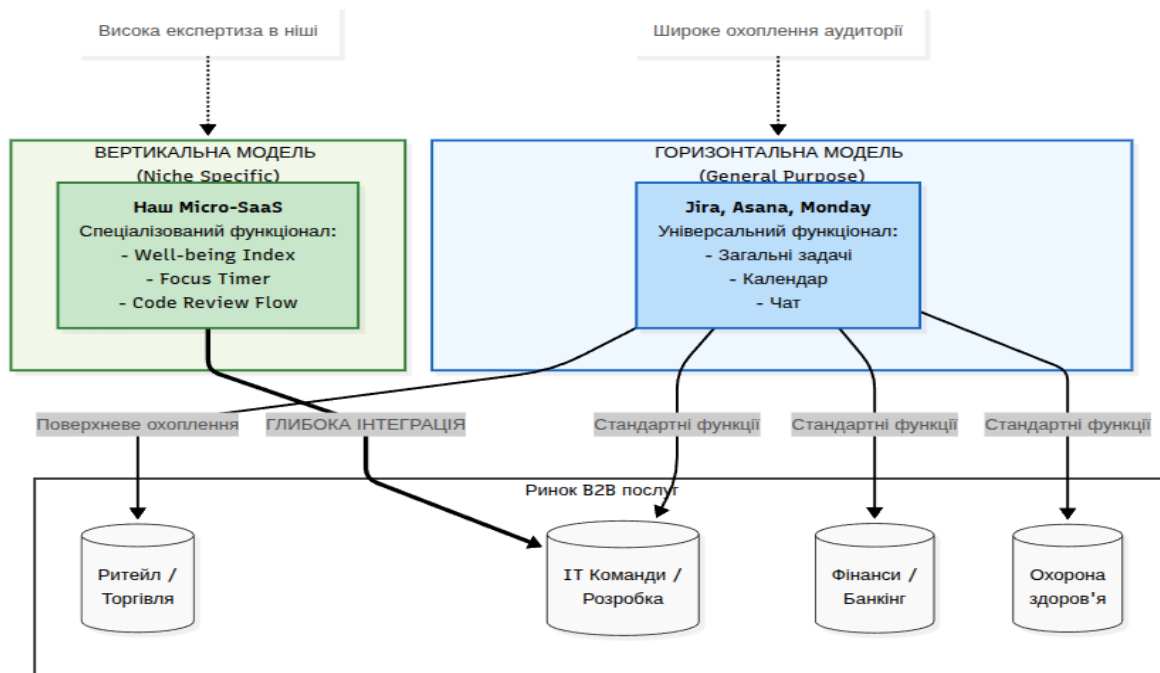 Висока експертиза в ніші
Широке охоплення аудиторії
ВЕРТИКАЛЬНА МОДЕЛЬ
(Niche Specific)
Наш Micro-SaaS
Спеціалізований функціонал:
- Well-being Index
- Focus Timer
- Code Review Flow
ГОРИЗОНТАЛЬНА МОДЕЛЬ
(General Purpose)
Jira, Asana, Monday
Універсальний функціонал:
- Загальні задачі
- Календар
- Чат
Поверхневе охоплення
ГЛИБОКА ІНТЕГРАЦІЯ
Стандартні функції
Стандартні функції
Стандартні функції
Ринок B2B послуг
Ритейл /
Торгівля
IT Команди /
Розробка
Фінанси /
Банкінг
Охорона
здоров'я